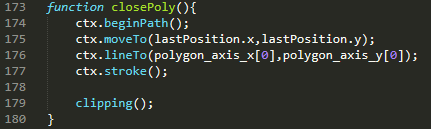 173 function closePoly(){
174 ctx.beginPath();
175 ctx.moveTo(lastPosition.x,lastPosition.y);
176 ctx.lineTo(polygon_axis_x[0],polygon_axis_y[0]);
177 ctx.stroke();
178
179 clipping();
180 }